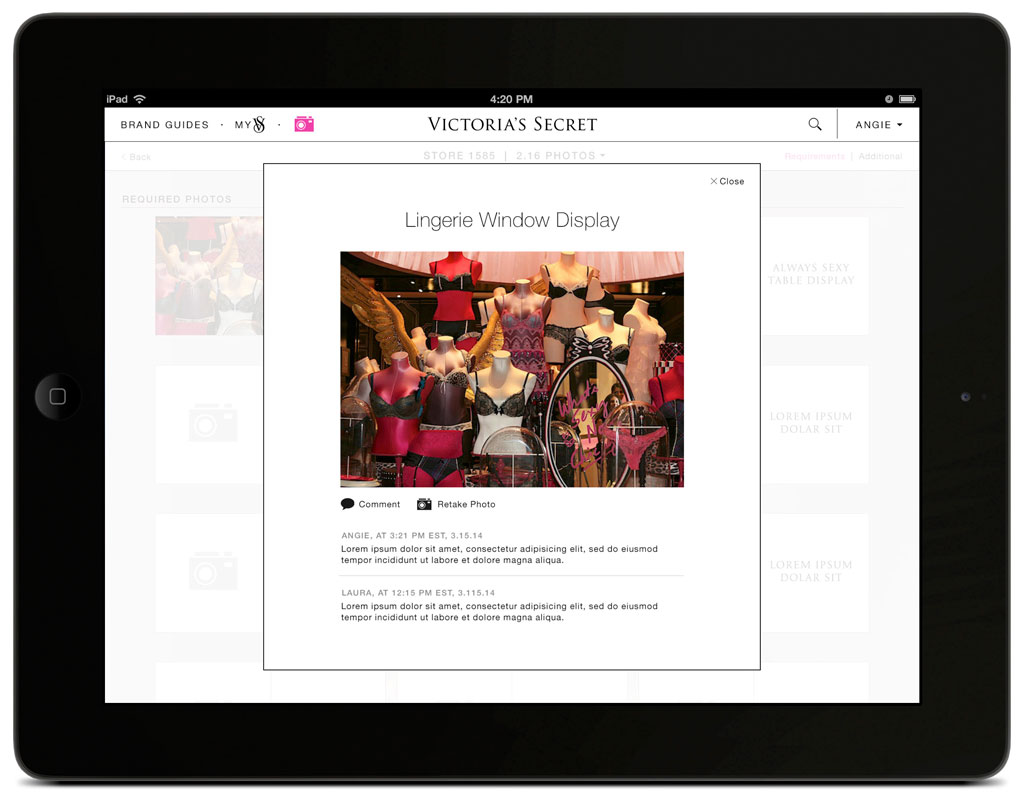 iPad
4:20 PM
BRAND GUIDES · MY VS ·
VICTORIA'S SECRET
ANGIE
‹ Back
STORE 1585 | 2.16 PHOTOS
Requirements | Additional
REQUIRED PHOTOS
× Close
Lingerie Window Display
ALWAYS SEXY
TABLE DISPLAY
What's
Sexy
LOREM IPSUM
DOLAR SIT
Comment
Retake Photo
ANGIE, AT 3:21 PM EST, 3.15.14
Lorem ipsum dolor sit amet, consectetur adipisicing elit, sed do eiusmod
tempor incididunt ut labore et dolore magna aliqua.
LOREM IPSUM
DOLAR SIT
LAURA, AT 12:15 PM EST, 3.115.14
Lorem ipsum dolor sit amet, consectetur adipisicing elit, sed do eiusmod
tempor incididunt ut labore et dolore magna aliqua.